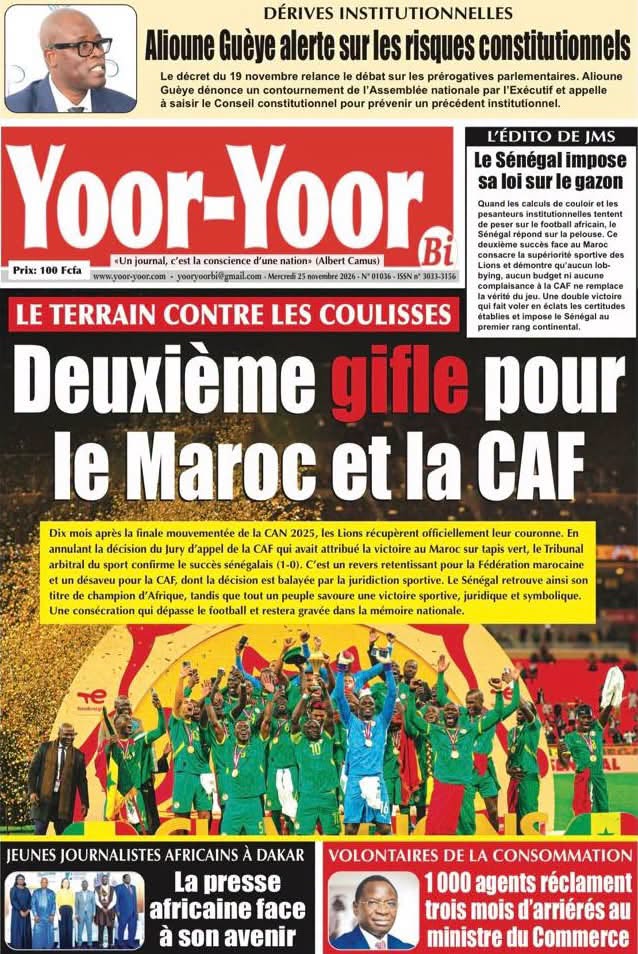 DÉRIVES INSTITUTIONNELLES
Alioune Guèye alerte sur les risques constitutionnels
Le décret du 19 novembre relance le débat sur les prérogatives parlementaires. Alioune
Guèye dénonce un contournement de l'Assemblée nationale par l'Exécutif et appelle
à saisir le Conseil constitutionnel pour prévenir un précédent institutionnel.
Yoor-Yoor
Bi
«Un journal, c'est la conscience d'une nation» (Albert Camus)
Prix: 100 Fcfa
www.yoor-yoor.com - yooryoorbi@gmail.com - Mercredi 25 novembre 2026 - N° 01036 - ISSN n° 3033-3156
L'ÉDITO DE JMS
Le Sénégal impose
sa loi sur le gazon
Quand les calculs de couloir et les
pesanteurs institutionnelles tentent
de peser sur le football africain, le
Sénégal répond sur la pelouse. Ce
deuxième succès face au Maroc
consacre la supériorité sportive des
Lions et démontre qu'aucun lob-
bying, aucun budget ni aucune
complaisance à la CAF ne remplace
la vérité du jeu. Une double victoire
qui fait voler en éclats les certitudes
établies et impose le Sénégal au
premier rang continental.
LE TERRAIN CONTRE LES COULISSES
Deuxième gifle pour
le Maroc et la CAF
Dix mois après la finale mouvementée de la CAN 2025, les Lions récupèrent officiellement leur couronne. En
annulant la décision du Jury d'appel de la CAF qui avait attribué la victoire au Maroc sur tapis vert, le Tribunal
arbitral du sport confirme le succès sénégalais (1-0). C'est un revers retentissant pour la Fédération marocaine
et un désaveu pour la CAF, dont la décision est balayée par la juridiction sportive. Le Sénégal retrouve ainsi son
titre de champion d'Afrique, tandis que tout un peuple savoure une victoire sportive, juridique et symbolique.
Une consécration qui dépasse le football et restera gravée dans la mémoire nationale.
JEUNES JOURNALISTES AFRICAINS À DAKAR
La presse
africaine face
à son avenir
VOLONTAIRES DE LA CONSOMMATION
1 000 agents réclament
trois mois d'arriérés au
ministre du Commerce